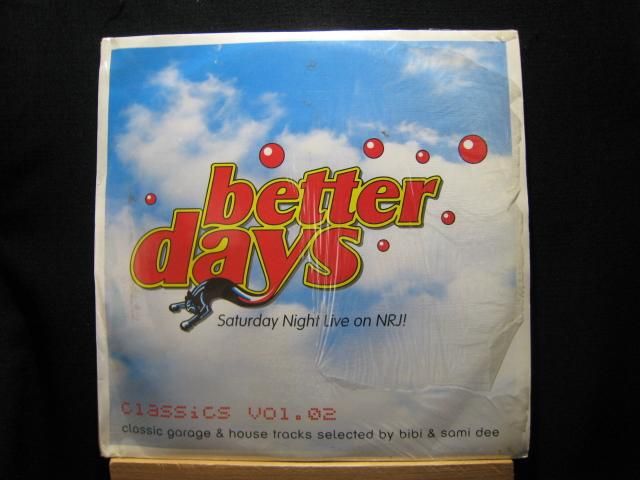 better
days
Saturday Night Live on NRJ!
Classics Vol.02
classic garage & house tracks selected by bibi & sami dee